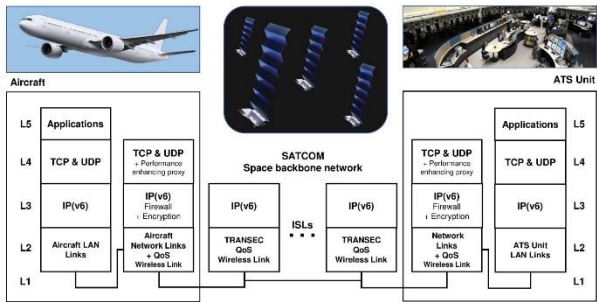 Aircraft
ATS Unit
SATCOM
Space backbone network
L5
L4
L3
L2
L1
Applications
TCP & UDP
IP(v6)
Aircraft LAN
Links
TCP & UDP
+ Performance
enhancing proxy
IP(v6)
Firewall
+ Encryption
Aircraft
Network Links
+ QoS
Wireless Link
IP(v6)
TRANSEC
QoS
Wireless Link
ISLs
IP(v6)
TRANSEC
QoS
Wireless Link
TCP & UDP
+ Performance
enhancing proxy
IP(v6)
Firewall
+ Encryption
Network
Links
+ QoS
Wireless Link
Applications
TCP & UDP
IP(v6)
ATS Unit
LAN Links
L5
L4
L3
L2
L1